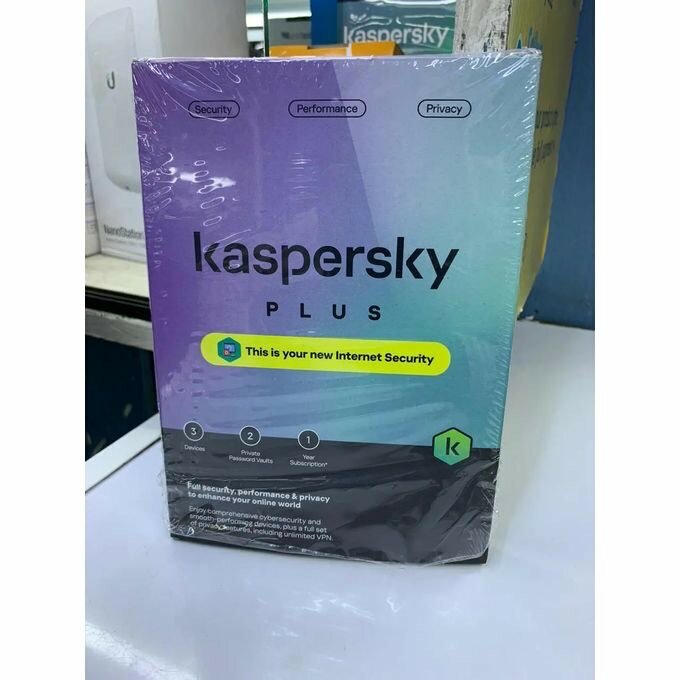 kaspersky
Security
Performance
Privacy
NanoStation
kaspersky
PLUS
This is your new Internet Security
3
Devices
2
Private
Password Vaults
1
Year
Subscription*
k
Full security, performance & privacy
to enhance your online world
Enjoy comprehensive cybersecurity and
smooth-performing devices, plus a full set
of privacy features, including unlimited VPN.